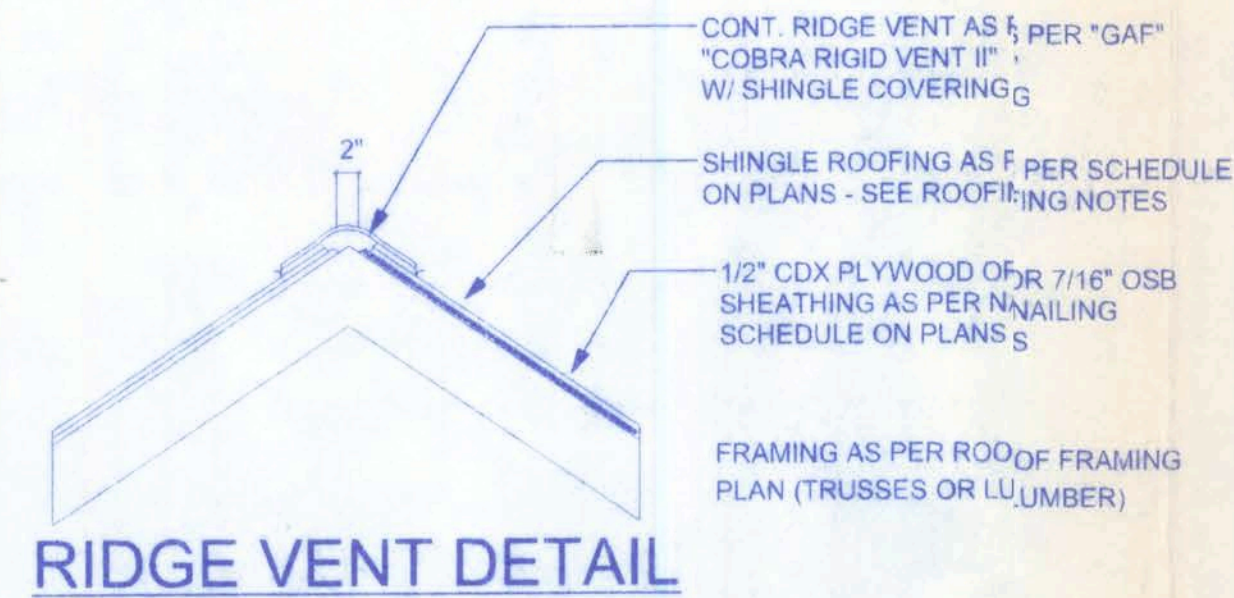 CONT. RIDGE VENT AS PER "GAF"
"COBRA RIGID VENT II"
W/ SHINGLE COVERING
2"
SHINGLE ROOFING AS PER SCHEDULE
ON PLANS - SEE ROOFING NOTES
1/2" CDX PLYWOOD OR 7/16" OSB
SHEATHING AS PER NAILING
SCHEDULE ON PLANS
FRAMING AS PER ROOF FRAMING
PLAN (TRUSSES OR LUMBER)
RIDGE VENT DETAIL